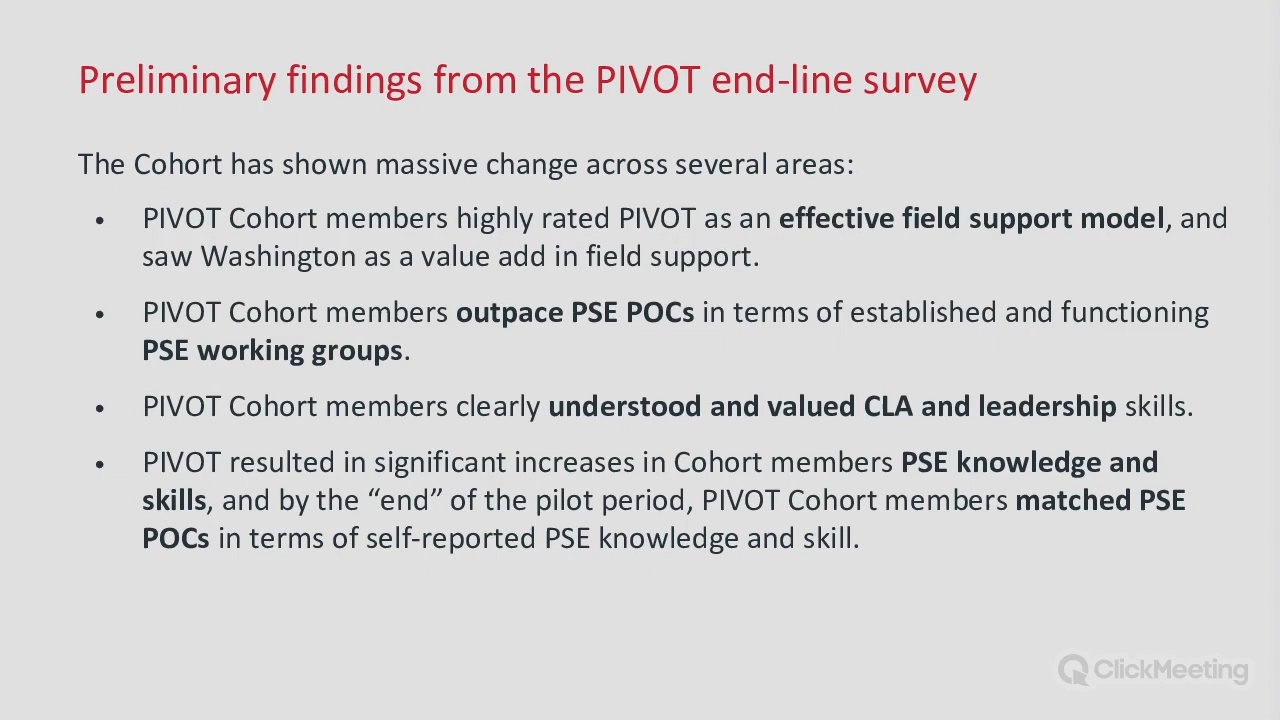 Preliminary findings from the PIVOT end-line survey
The Cohort has shown massive change across several areas:
• PIVOT Cohort members highly rated PIVOT as an effective field support model, and
saw Washington as a value add in field support.
• PIVOT Cohort members outpace PSE POCs in terms of established and functioning
PSE working groups.
• PIVOT Cohort members clearly understood and valued CLA and leadership skills.
• PIVOT resulted in significant increases in Cohort members PSE knowledge and
skills, and by the “end” of the pilot period, PIVOT Cohort members matched PSE
POCs in terms of self-reported PSE knowledge and skill.
ClickMeeting